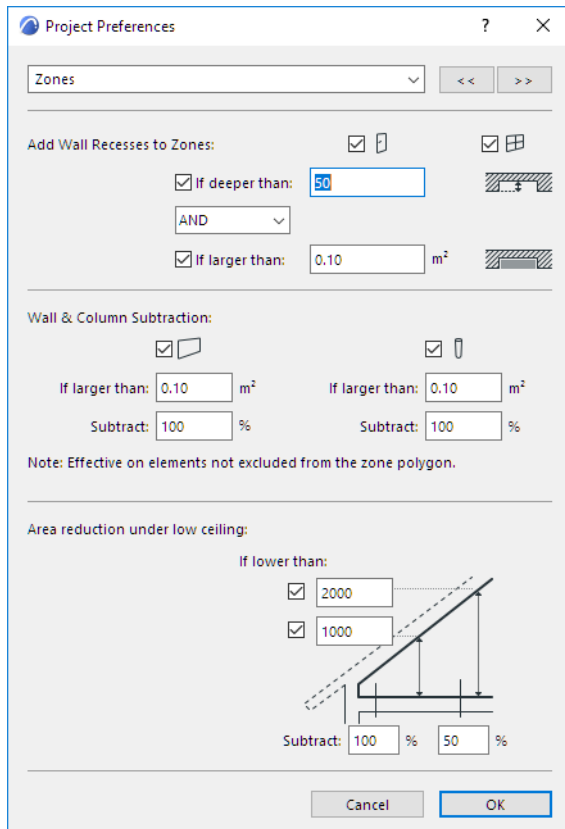 Project Preferences ? ×
Zones << >>
Add Wall Recesses to Zones:
If deeper than: 50
AND
If larger than: 0.10 m²
Wall & Column Subtraction:
If larger than: 0.10 m² If larger than: 0.10 m²
Subtract: 100 % Subtract: 100 %
Note: Effective on elements not excluded from the zone polygon.
Area reduction under low ceiling:
If lower than:
2000
1000
Subtract: 100 % 50 %
Cancel OK